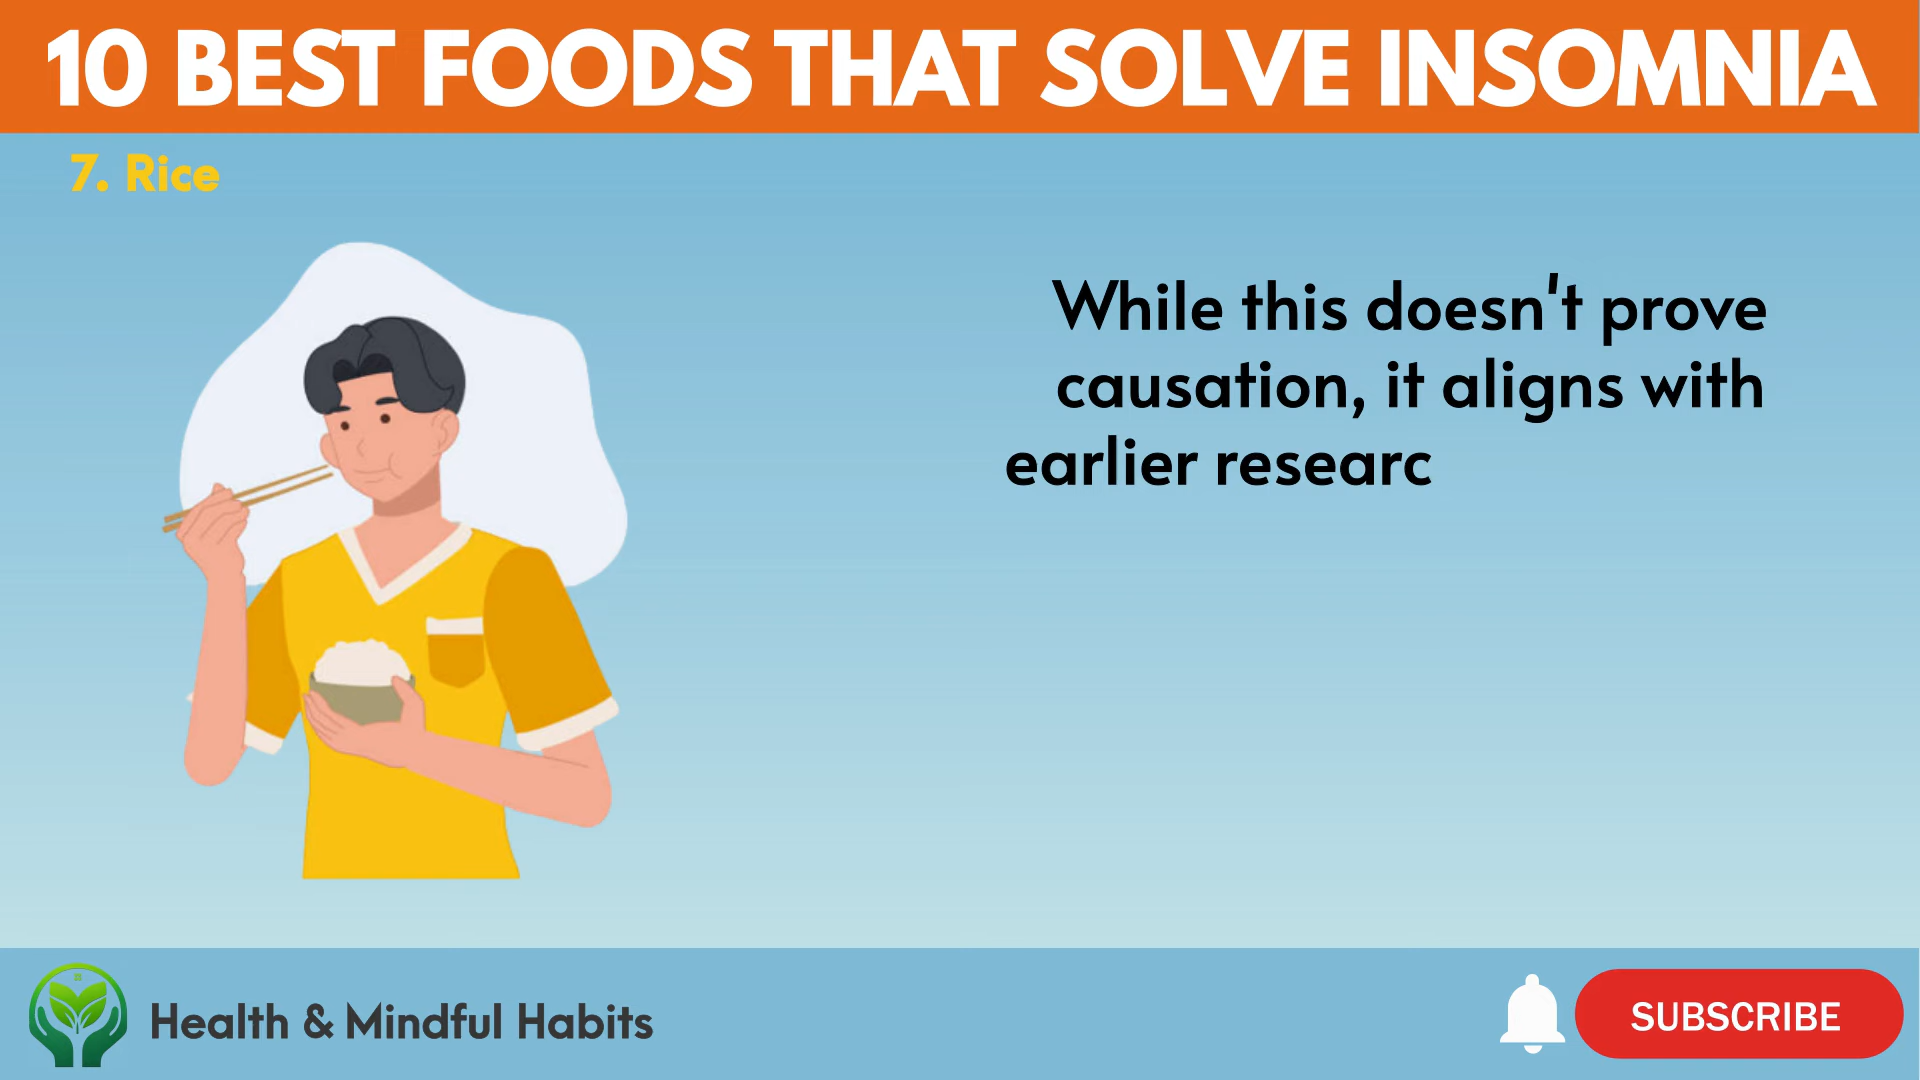 10 BEST FOODS THAT SOLVE INSOMNIA
7. Rice
While this doesn't prove
causation, it aligns with
earlier researc
Health & Mindful Habits
SUBSCRIBE